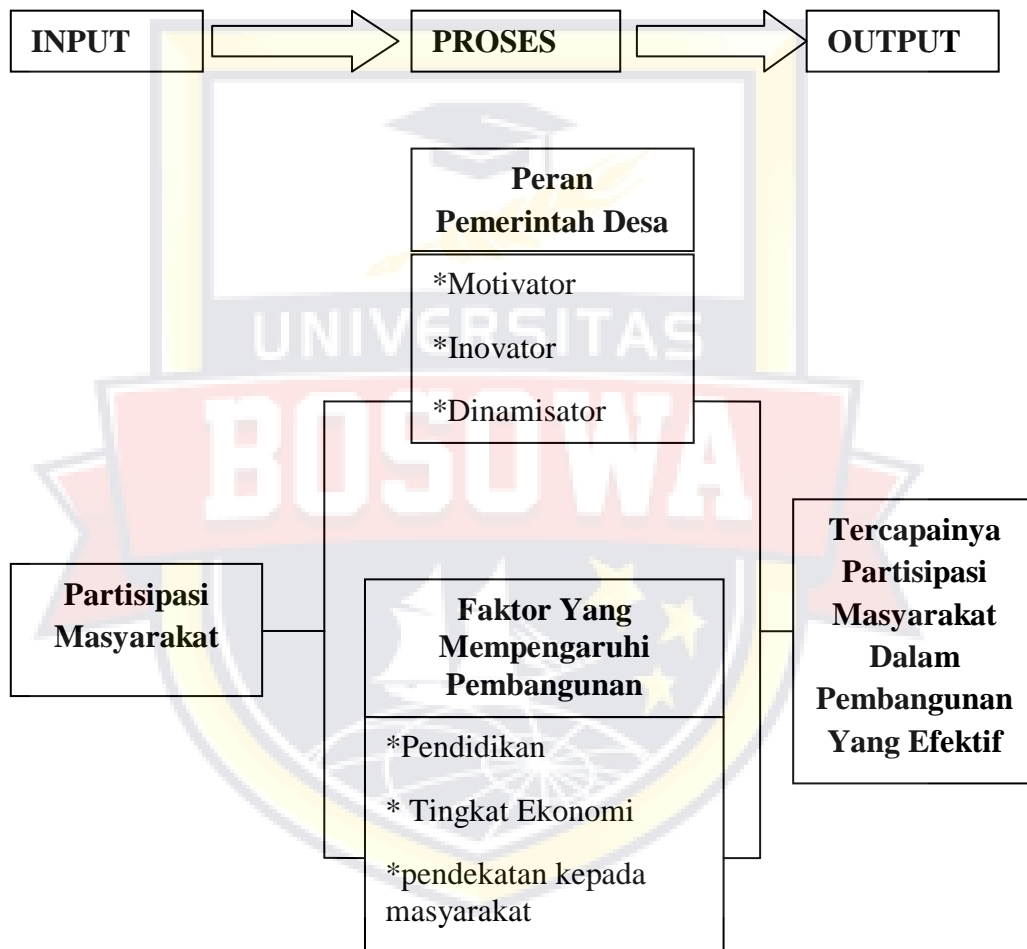 INPUT PROSES OUTPUT
Peran
Pemerintah Desa
*Motivator
*Inovator
*Dinamisator
UNIVERSITAS
BOSOWA
Partisipasi
Masyarakat
Faktor Yang
Mempengaruhi
Pembangunan
*Pendidikan
* Tingkat Ekonomi
*pendekatan kepada
masyarakat
Tercapainya
Partisipasi
Masyarakat
Dalam
Pembangunan
Yang Efektif